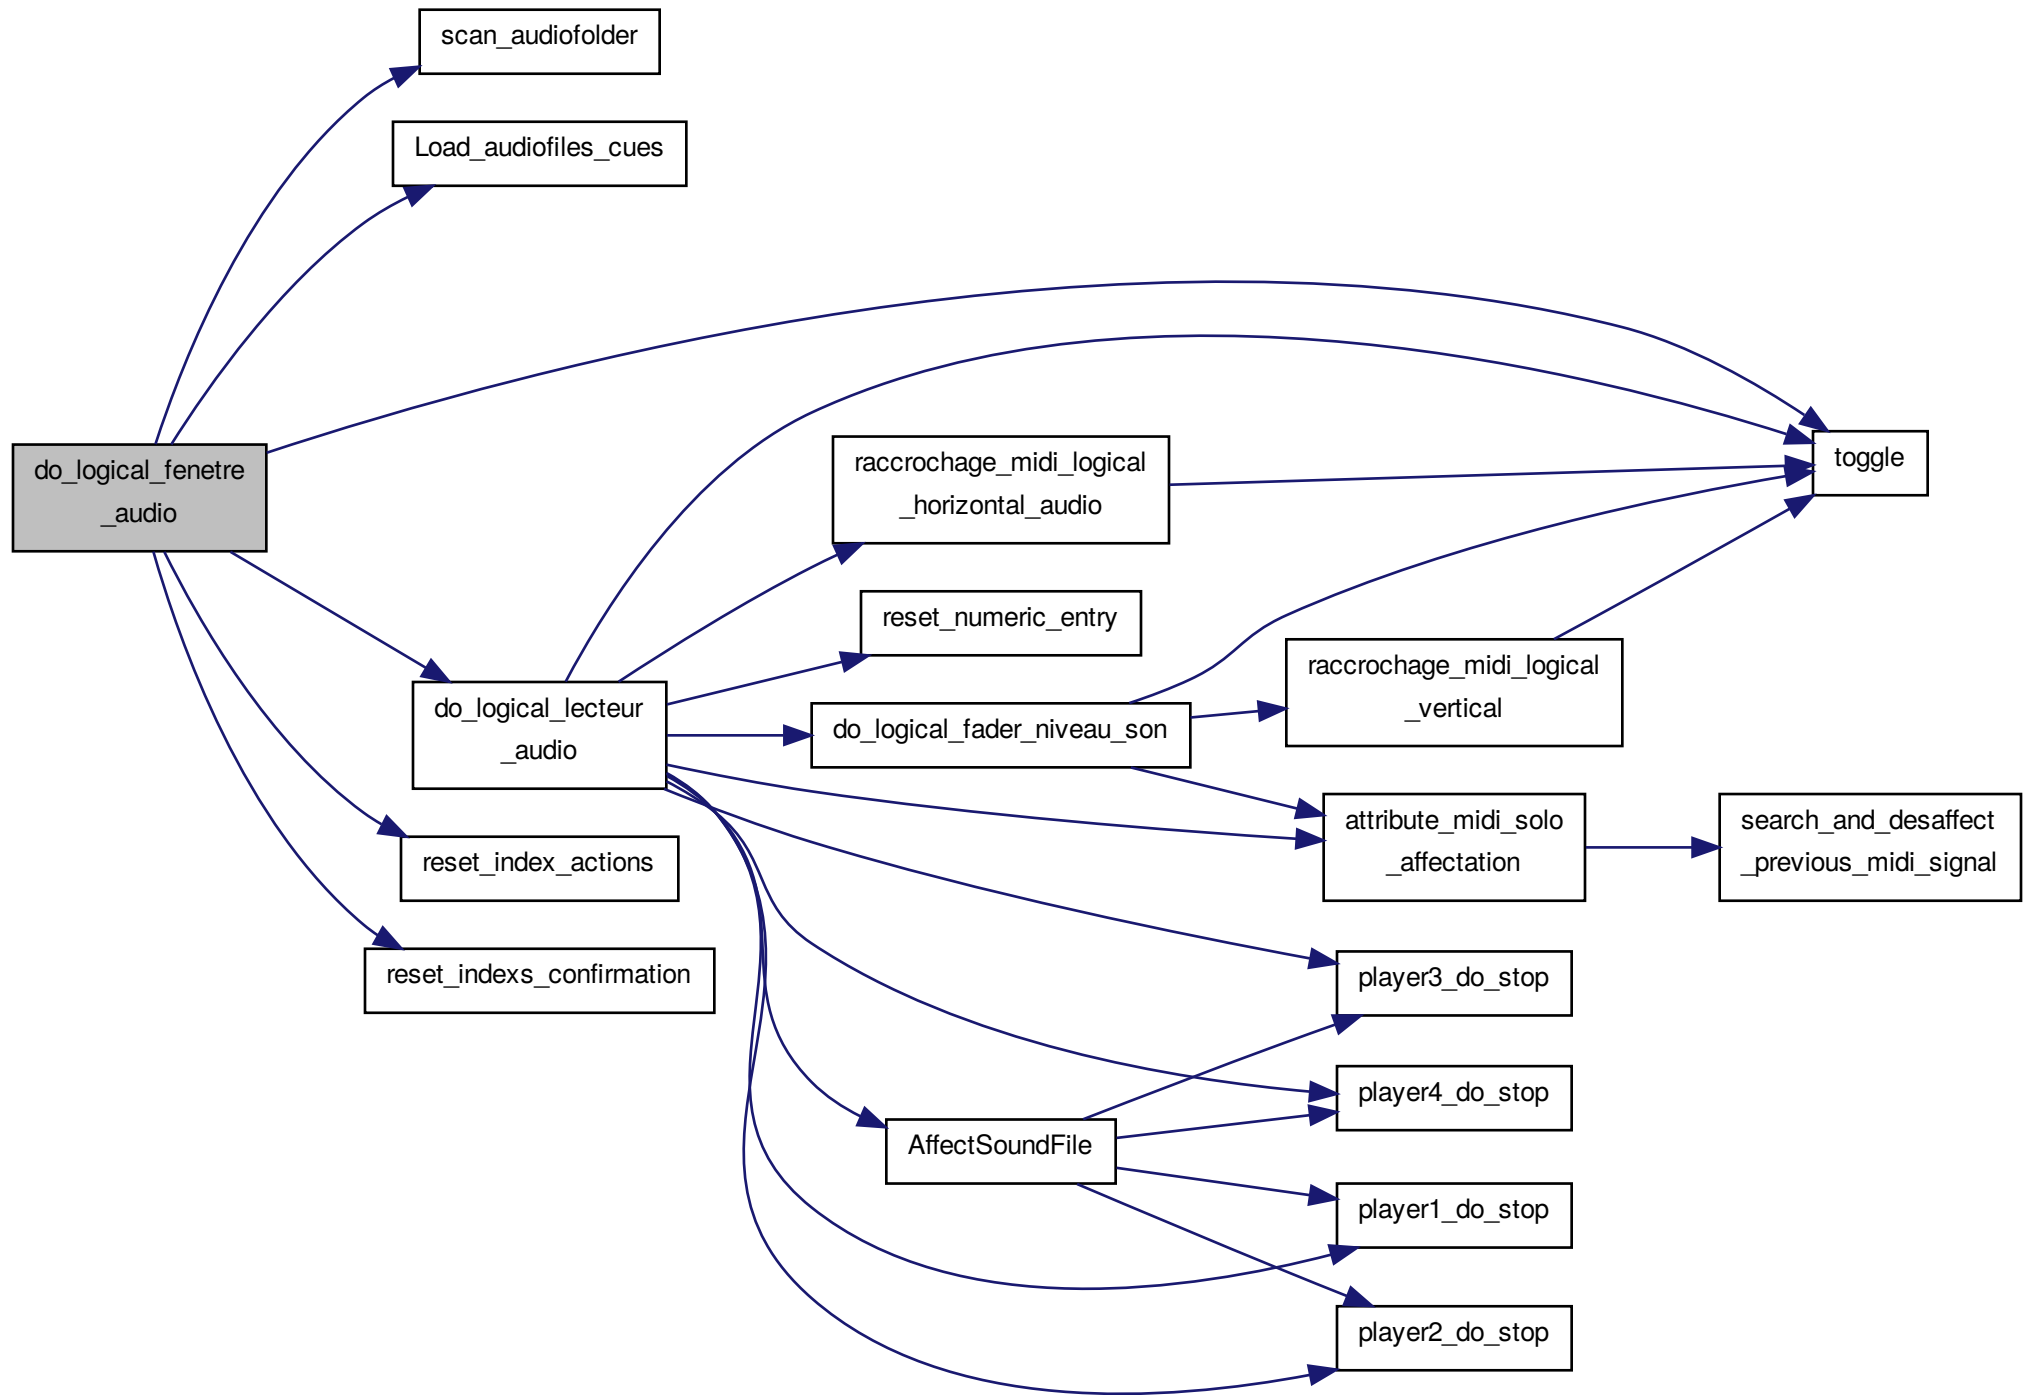 scan_audiofolder
Load_audiofiles_cues
do_logical_fenetre
_audio
toggle
raccrochage_midi_logical
_horizontal_audio
reset_numeric_entry
do_logical_lecteur
_audio
do_logical_fader_niveau_son
raccrochage_midi_logical
_vertical
attribute_midi_solo
_affectation
search_and_desaffect
_previous_midi_signal
reset_index_actions
reset_indexs_confirmation
player3_do_stop
player4_do_stop
AffectSoundFile
player1_do_stop
player2_do_stop